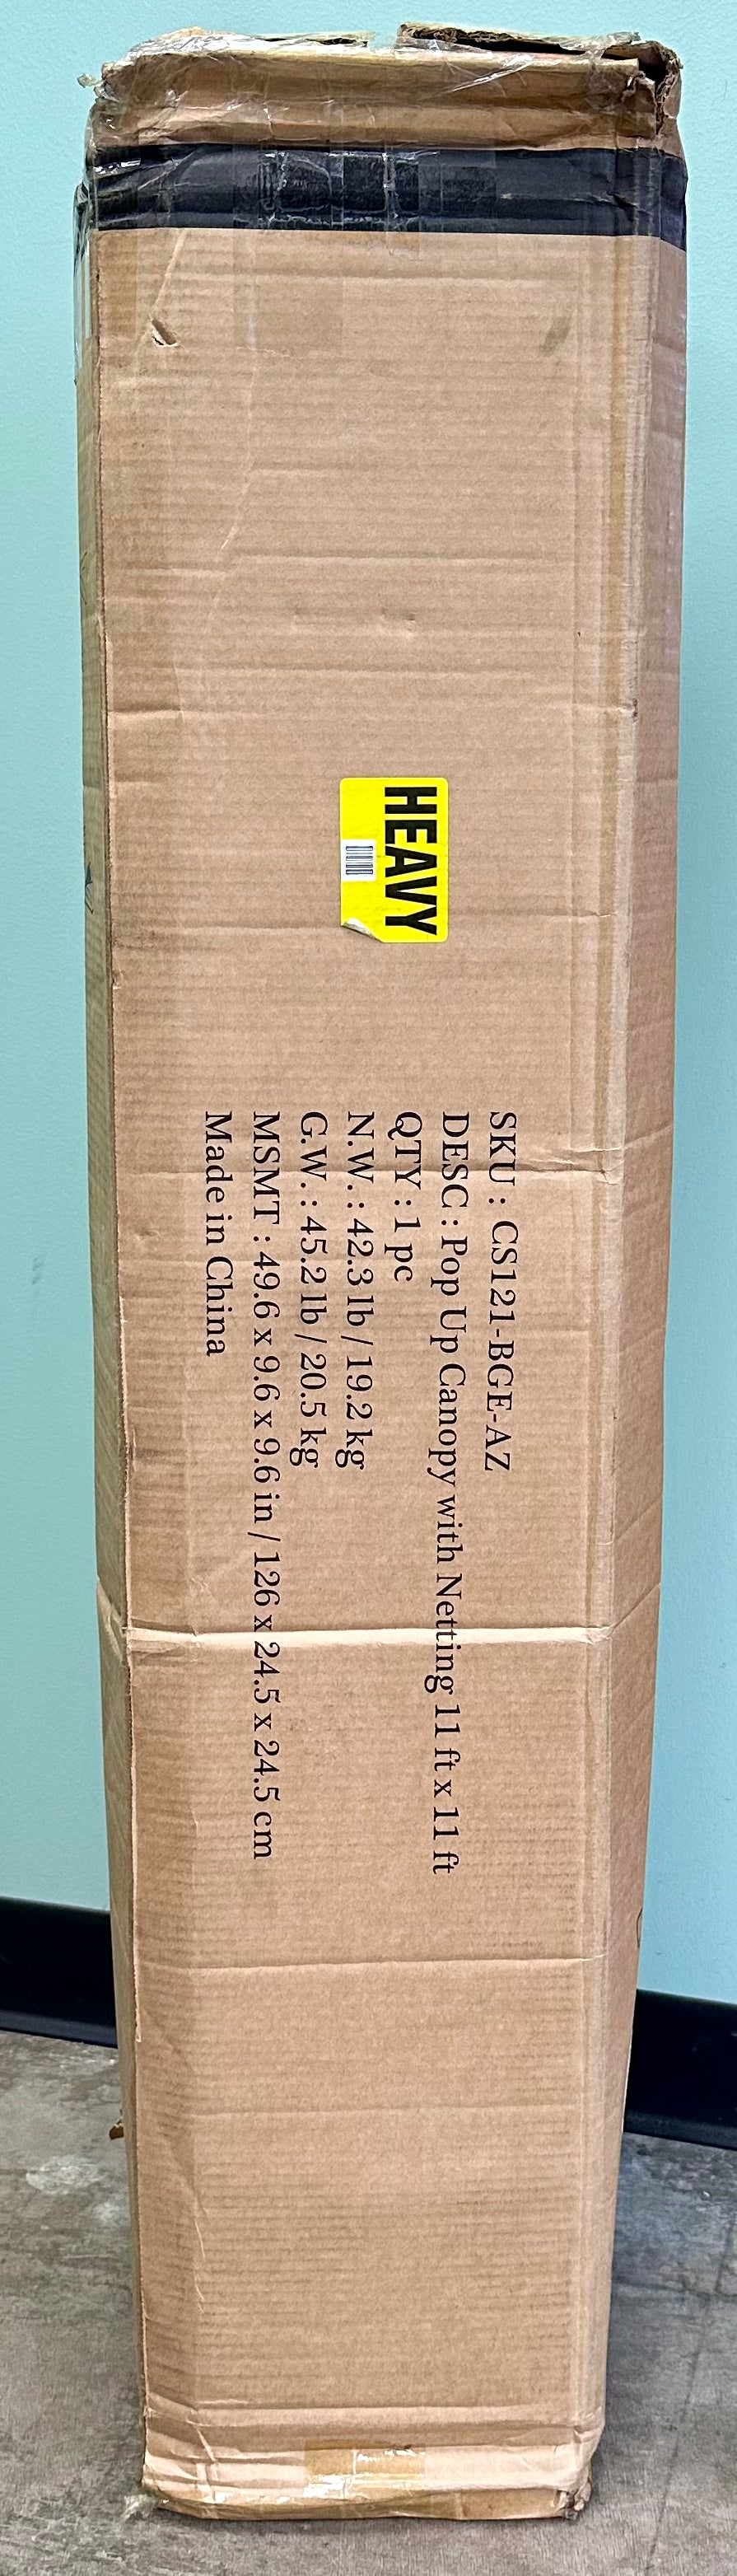 HEAVY
SKU : CS121-BGE-AZ
DESC : Pop Up Canopy with Netting 11 ft x 11 ft
QTY : 1 pc
N.W. : 42.3 lb / 19.2 kg
G.W. : 45.2 lb / 20.5 kg
MSMT : 49.6 x 9.6 x 9.6 in / 126 x 24.5 x 24.5 cm
Made in China